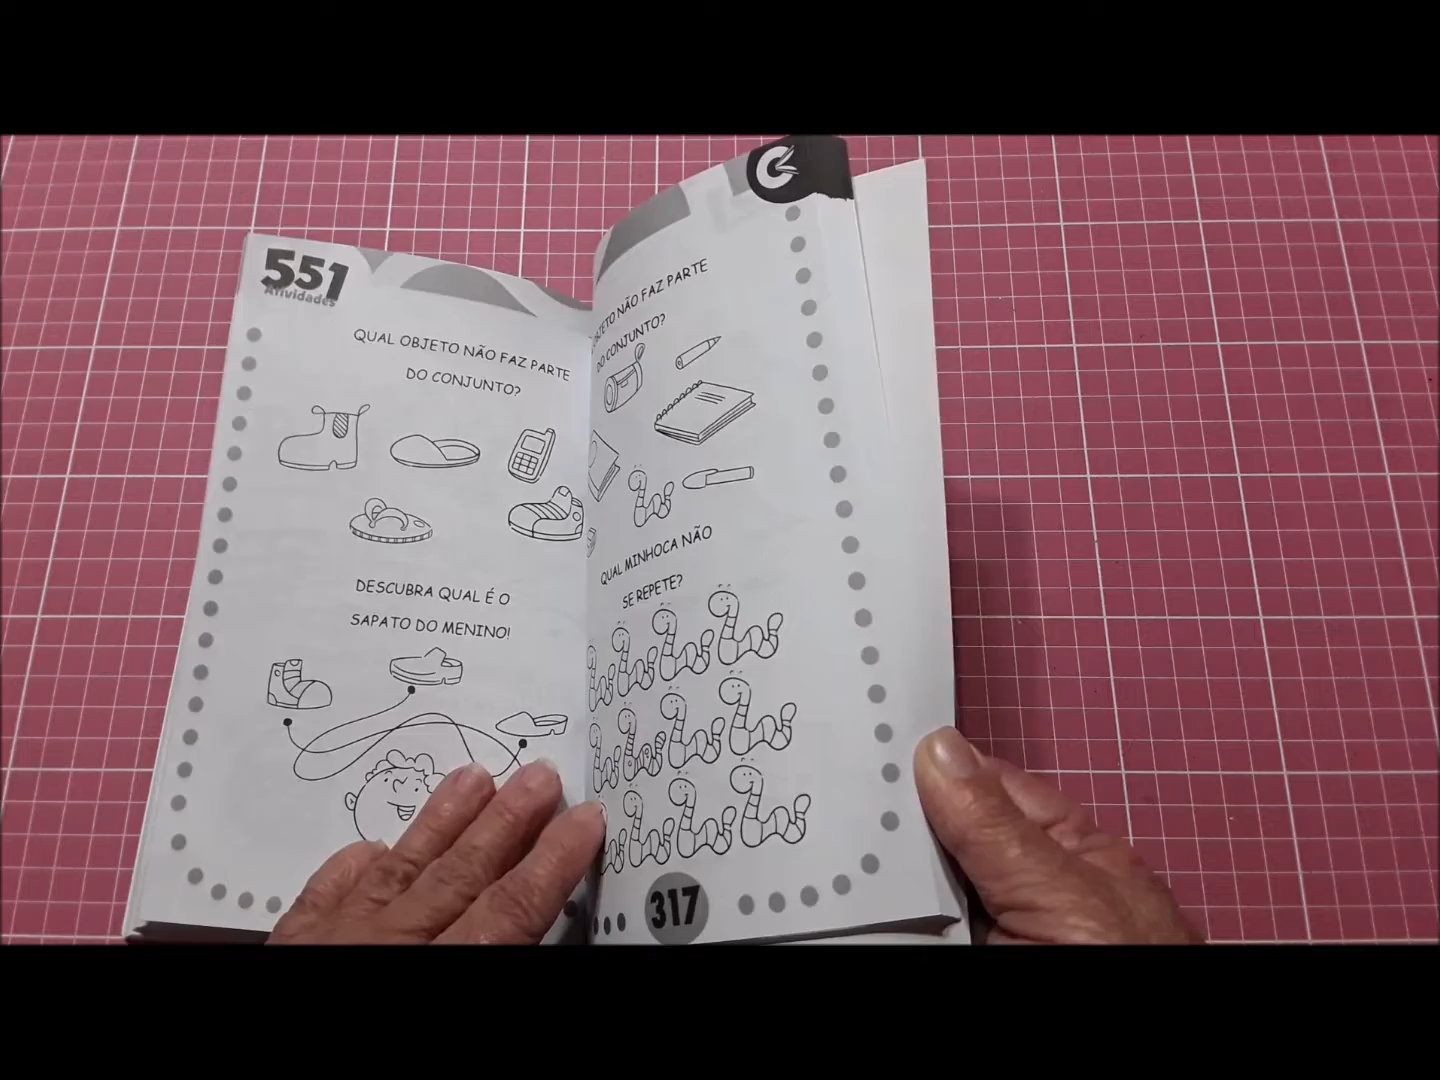 551
Atividades
QUAL OBJETO NÃO FAZ PARTE
DO CONJUNTO?
DESCUBRA QUAL É O
SAPATO DO MENINO!
OBJETO NÃO FAZ PARTE
DO CONJUNTO?
QUAL MINHOCA NÃO
SE REPETE?
317